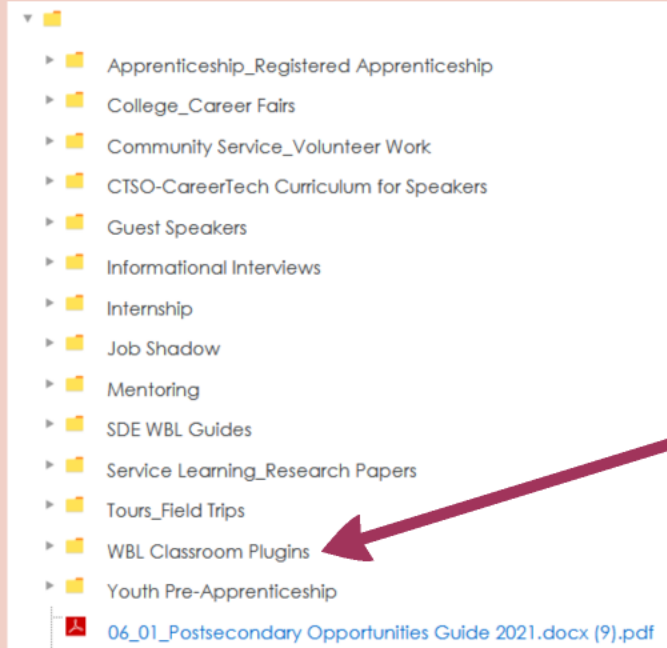 Apprenticeship_Registered Apprenticeship
College_Career Fairs
Community Service_Volunteer Work
CTSO-CareerTech Curriculum for Speakers
Guest Speakers
Informational Interviews
Internship
Job Shadow
Mentoring
SDE WBL Guides
Service Learning_Research Papers
Tours_Field Trips
WBL Classroom Plugins
Youth Pre-Apprenticeship
06_01_Postsecondary Opportunities Guide 2021.docx (9).pdf